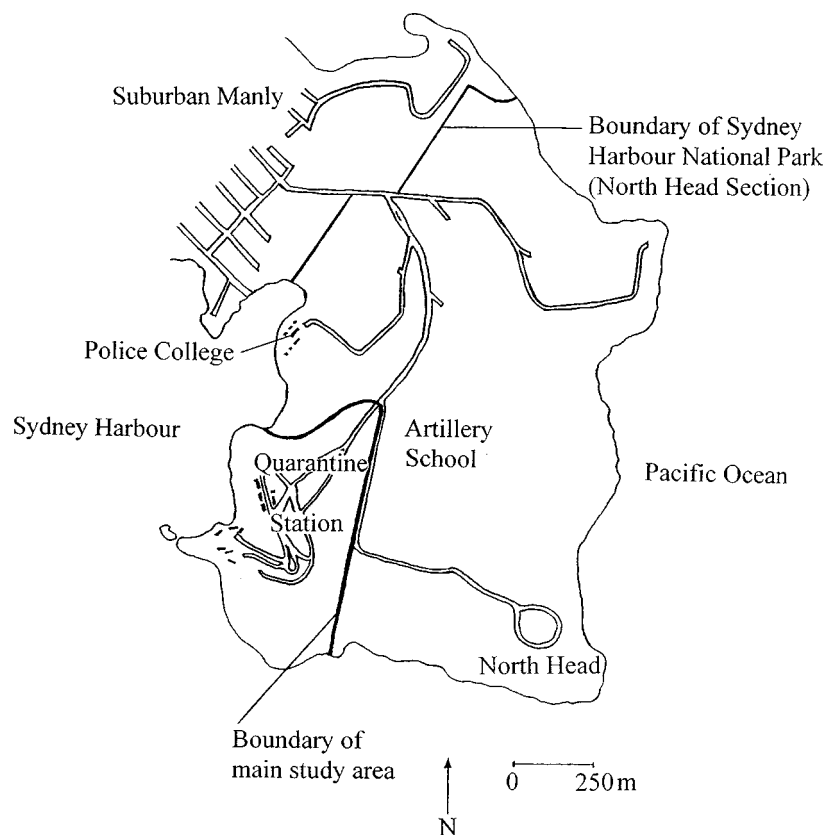 Suburban Manly
Boundary of Sydney
Harbour National Park
(North Head Section)
Police College
Sydney Harbour
Artillery
School
Quarantine
Station
Pacific Ocean
North Head
Boundary of
main study area
N
0 250 m